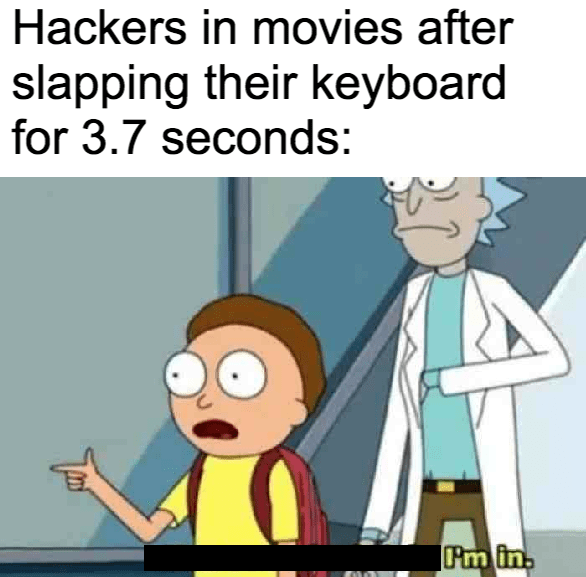 Hackers in movies after
slapping their keyboard
for 3.7 seconds:
I'm in.